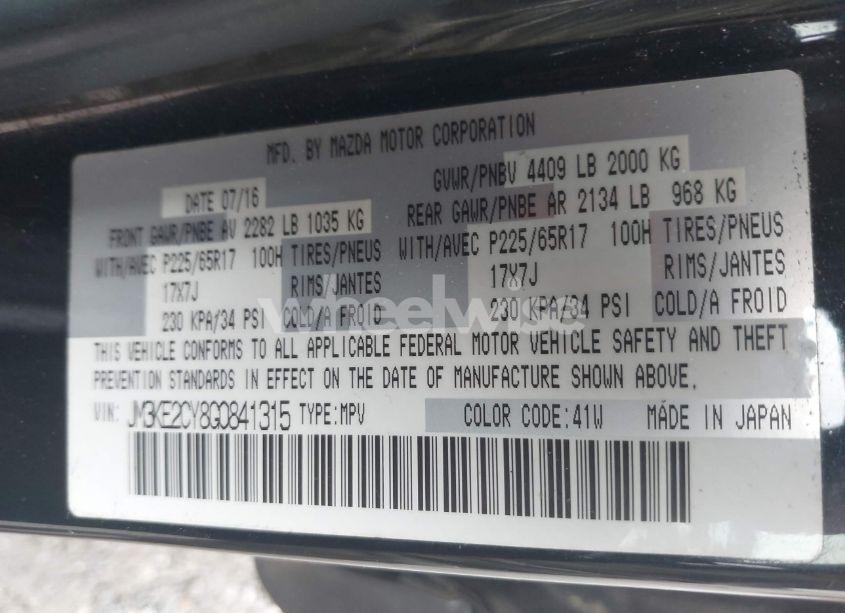 MFD. BY MAZDA MOTOR CORPORATION
DATE 07/16
GVWR/PNBV 4409 LB 2000 KG
FRONT GAWR/PNBE AV 2282 LB 1035 KG
REAR GAWR/PNBE AR 2134 LB 968 KG
WITH/AVEC P225/65R17 100H TIRES/PNEUS
WITH/AVEC P225/65R17 100H TIRES/PNEUS
17X7J RIMS/JANTES
17X7J RIMS/JANTES
230 KPA/34 PSI COLD/A FROID
230 KPA/34 PSI COLD/A FROID
wheelwise
THIS VEHICLE CONFORMS TO ALL APPLICABLE FEDERAL MOTOR VEHICLE SAFETY AND THEFT
PREVENTION STANDARDS IN EFFECT ON THE DATE OF MANUFACTURE SHOWN ABOVE.
VIN: JM3KE2CY8G0841315 TYPE:MPV COLOR CODE:41W MADE IN JAPAN